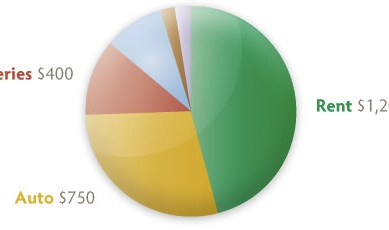 eries $400
Rent $1,2
Auto $750